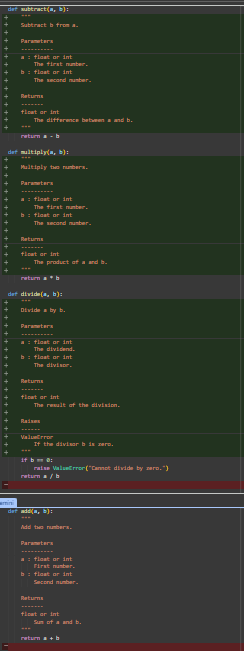 def subtract(a, b):
+ """
+ Subtract b from a.
+
+ Parameters
+ ----------
+ a : float or int
+ The first number.
+ b : float or int
+ The second number.
+
+ Returns
+ -------
+ float or int
+ The difference between a and b.
+ """
return a - b
def multiply(a, b):
+ """
+ Multiply two numbers.
+
+ Parameters
+ ----------
+ a : float or int
+ The first number.
+ b : float or int
+ The second number.
+
+ Returns
+ -------
+ float or int
+ The product of a and b.
+ """
return a * b
def divide(a, b):
+ """
+ Divide a by b.
+
+ Parameters
+ ----------
+ a : float or int
+ The dividend.
+ b : float or int
+ The divisor.
+
+ Returns
+ -------
+ float or int
+ The result of the division.
+
+ Raises
+ ------
+ ValueError
+ If the divisor b is zero.
+ """
if b == 0:
raise ValueError("Cannot divide by zero.")
return a / b
-
emini
def add(a, b):
"""
Add two numbers.
Parameters
----------
a : float or int
First number.
b : float or int
Second number.
Returns
-------
float or int
Sum of a and b.
"""
return a + b
-